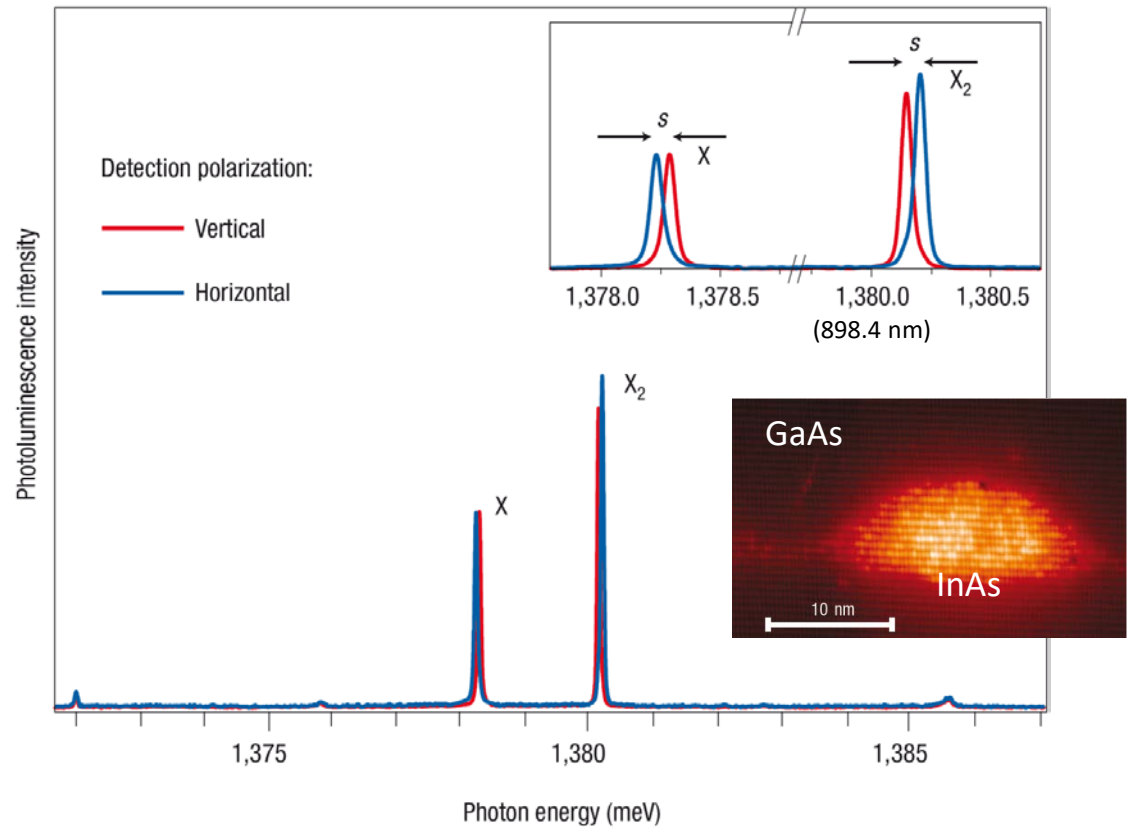 s
X₂
s
X
Detection polarization:
Vertical
Horizontal
1,378.0 1,378.5 1,380.0 1,380.5
(898.4 nm)
X₂
X
GaAs
InAs
10 nm
Photoluminescence intensity
1,375 1,380 1,385
Photon energy (meV)